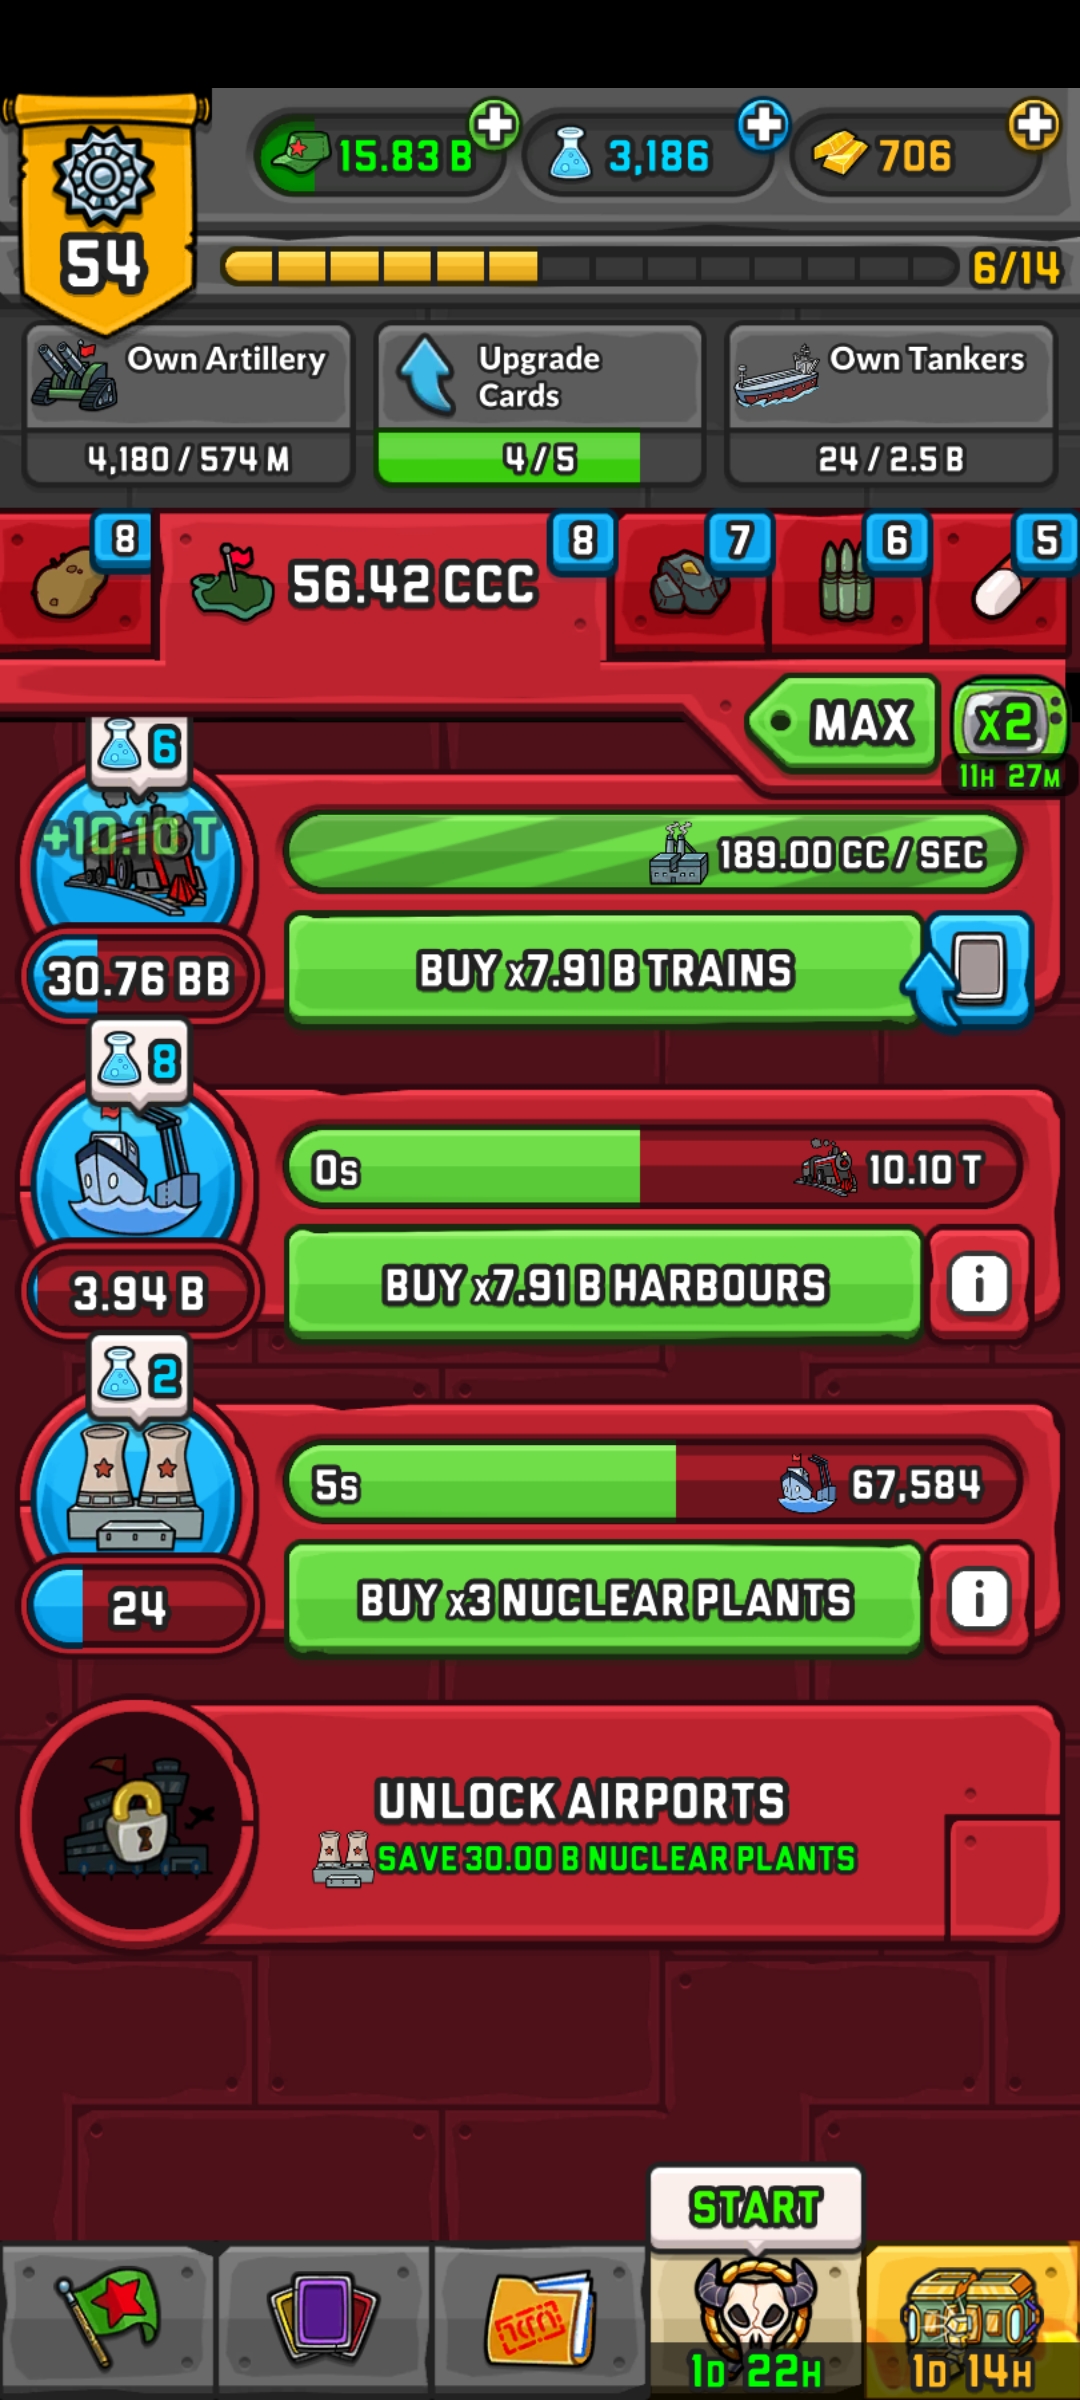 54
15.83 B
3,186
706
6/14
Own Artillery
4,180 / 574 M
Upgrade
Cards
4 / 5
Own Tankers
24 / 2.5 B
8
56.42 CCC
8
7
6
5
MAX
x2
11H 27M
6
+10.10 T
189.00 CC / SEC
30.76 BB
BUY x7.91 B TRAINS
8
0s
10.10 T
3.94 B
BUY x7.91 B HARBOURS
i
2
5s
67,584
24
BUY x3 NUCLEAR PLANTS
i
UNLOCK AIRPORTS
SAVE 30.00 B NUCLEAR PLANTS
START
1D 22H
1D 14H